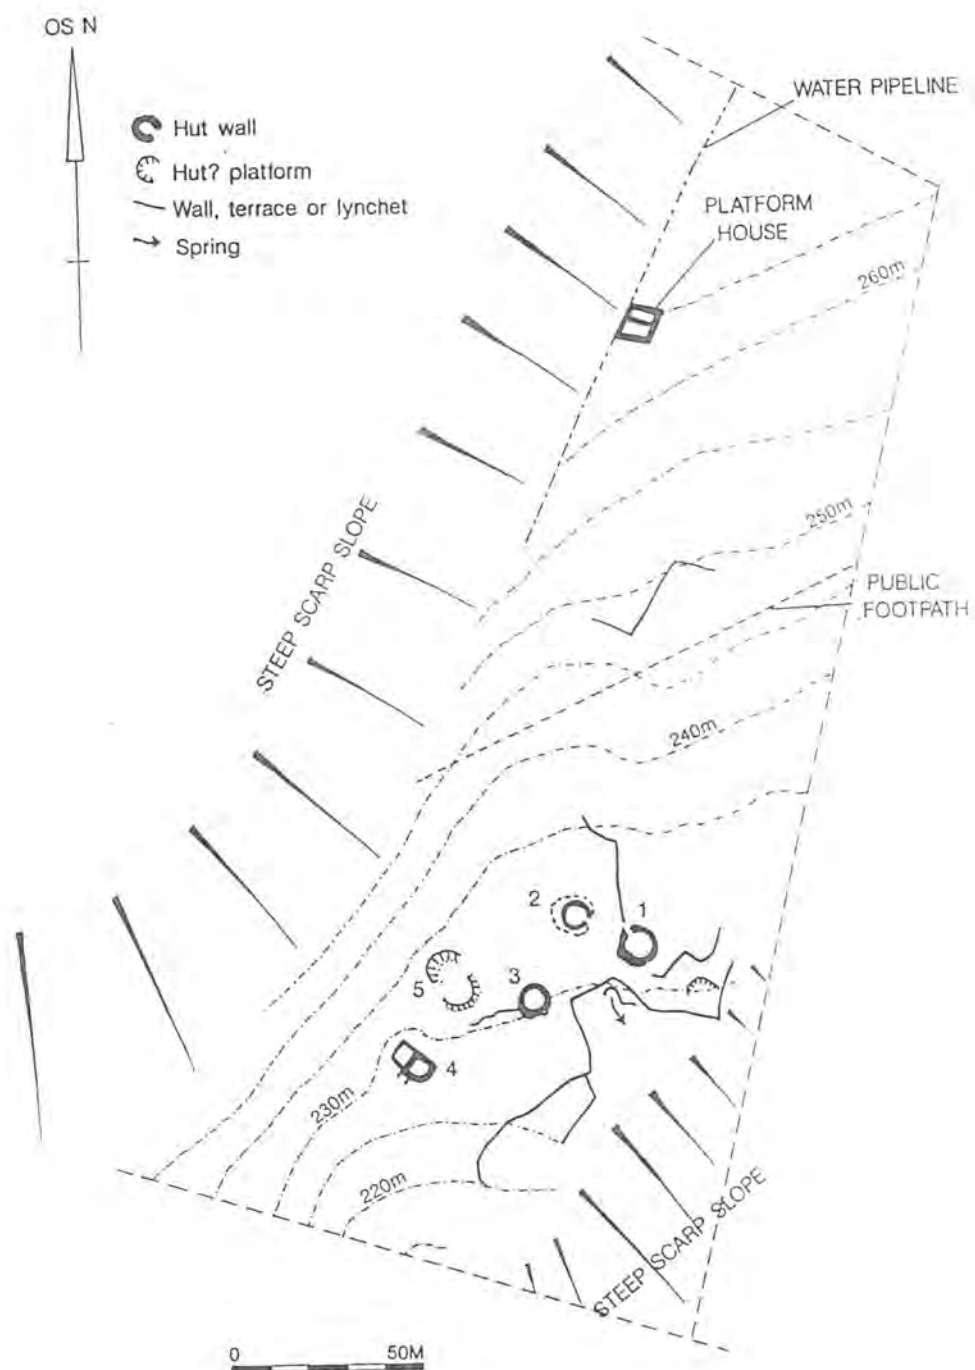 OS N
Hut wall
Hut? platform
Wall, terrace or lynchet
Spring
WATER PIPELINE
PLATFORM
HOUSE
260m
STEEP SCARP SLOPE
250m
PUBLIC
FOOTPATH
240m
2
1
5
3
4
230m
220m
STEEP SCARP SLOPE
0
50M